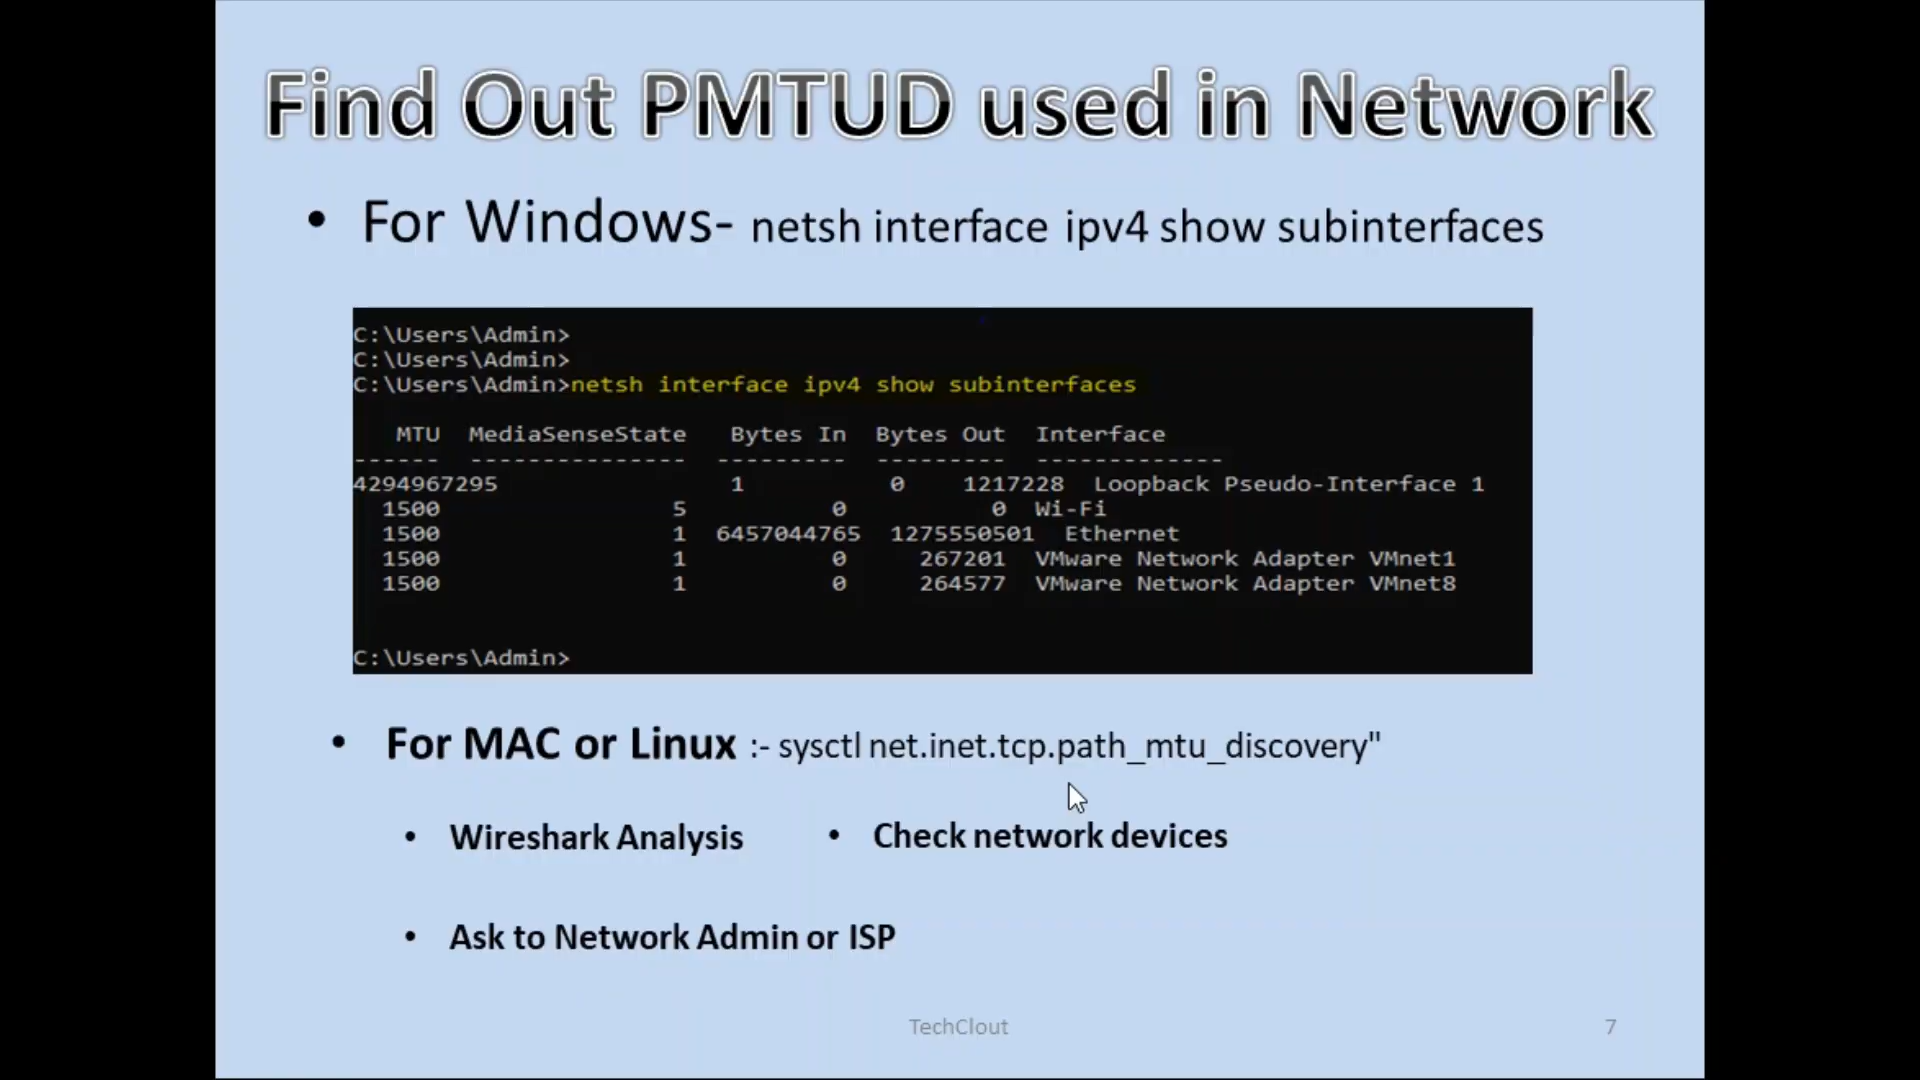 Find Out PMTUD used in Network
• For Windows- netsh interface ipv4 show subinterfaces
C:\Users\Admin>
C:\Users\Admin>
C:\Users\Admin>netsh interface ipv4 show subinterfaces
MTU MediaSenseState Bytes In Bytes Out Interface
------ --------------- --------- --------- -------------
4294967295 1 0 1217228 Loopback Pseudo-Interface 1
1500 5 0 0 Wi-Fi
1500 1 6457044765 1275550501 Ethernet
1500 1 0 267201 VMware Network Adapter VMnet1
1500 1 0 264577 VMware Network Adapter VMnet8
C:\Users\Admin>
• For MAC or Linux :- sysctl net.inet.tcp.path_mtu_discovery"
• Wireshark Analysis • Check network devices
• Ask to Network Admin or ISP
TechClout 7